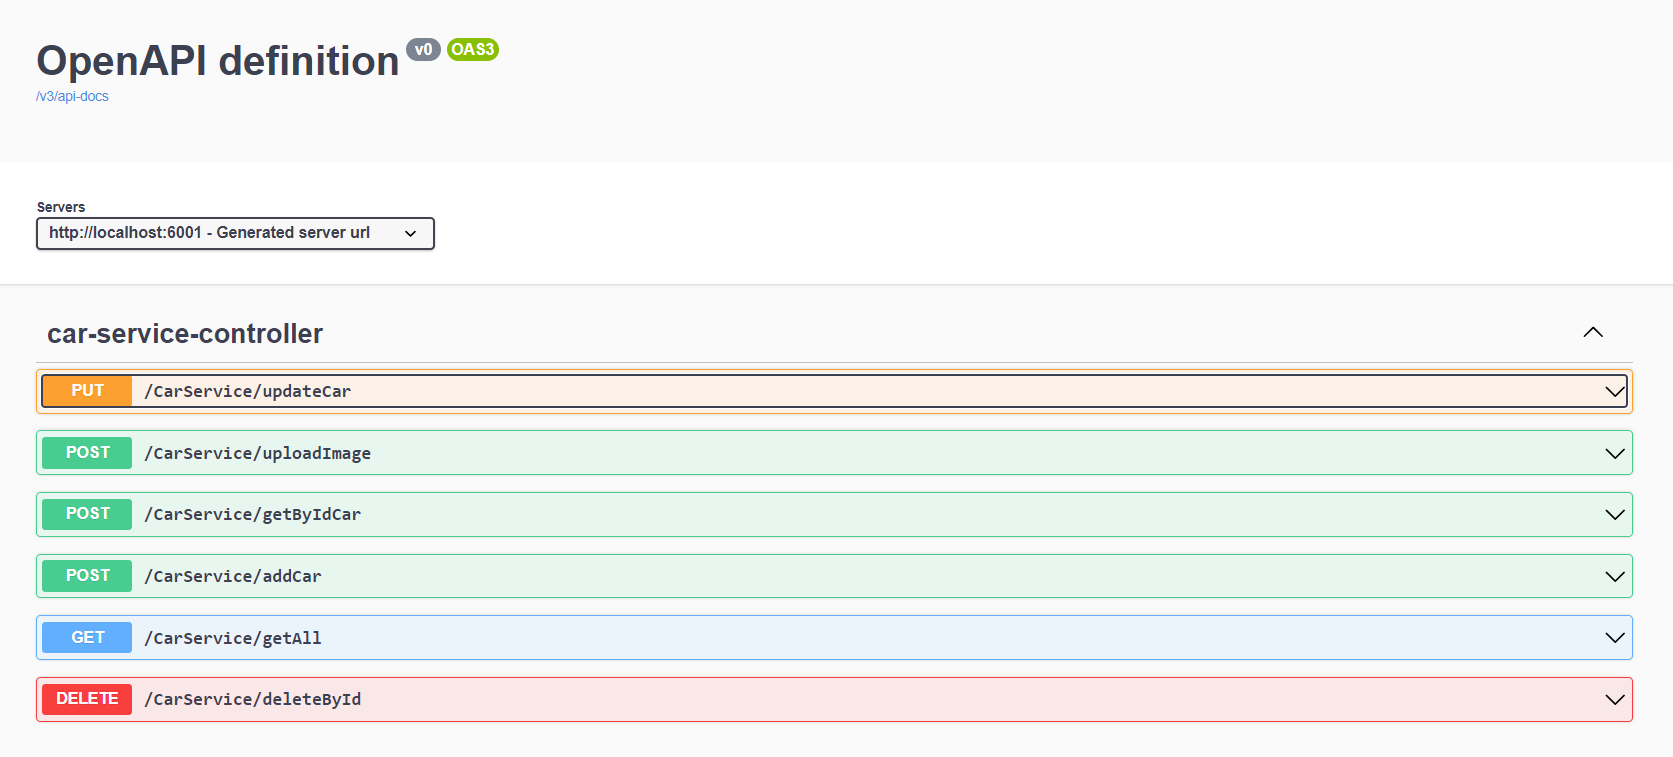 OpenAPI definition v0 OAS3
/v3/api-docs
Servers
http://localhost:6001 - Generated server url
car-service-controller
PUT /CarService/updateCar
POST /CarService/uploadImage
POST /CarService/getByIdCar
POST /CarService/addCar
GET /CarService/getAll
DELETE /CarService/deleteById